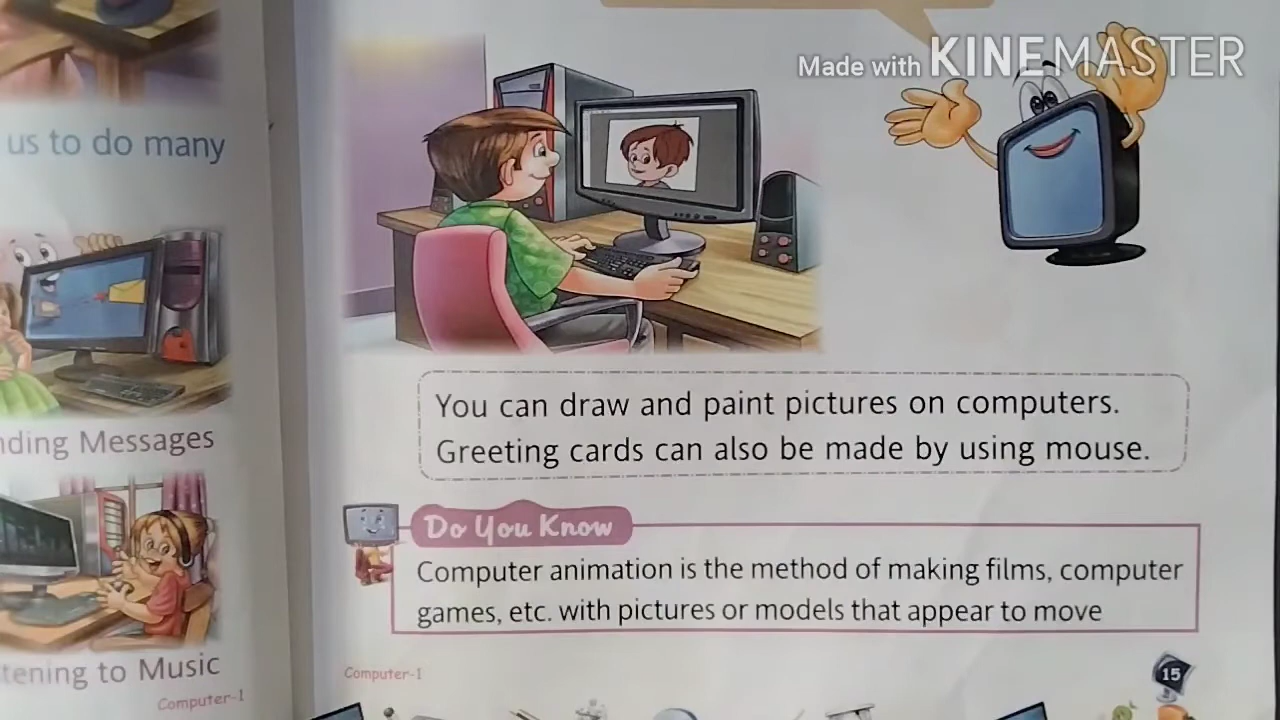 us to do many
nding Messages
tening to Music
Computer-1
Made with KINEMASTER
You can draw and paint pictures on computers.
Greeting cards can also be made by using mouse.
Do You Know
Computer animation is the method of making films, computer
games, etc. with pictures or models that appear to move
Computer-1
15